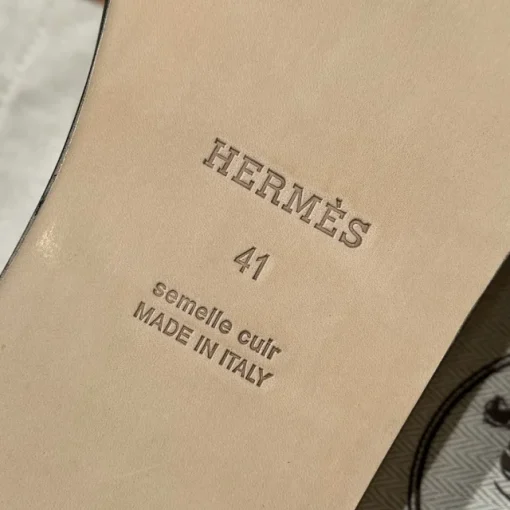 HERMÈS
41
semelle cuir
MADE IN ITALY